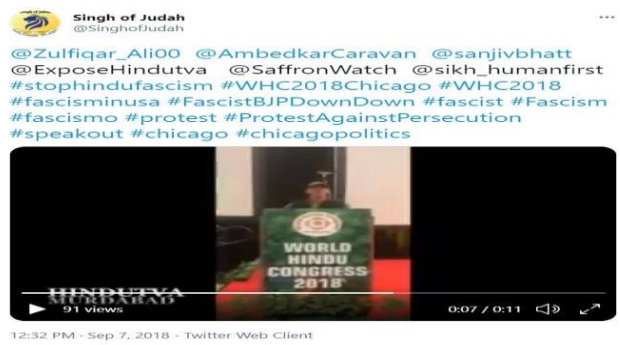 Singh of Judah
@SinghofJudah
@Zulfiqar_Ali00 @AmbedkarCaravan @sanjivbhatt
@ExposeHindutva @SaffronWatch @sikh_humanfirst
#stophindufascism #WHC2018Chicago #WHC2018
#fascisminusa #FascistBJPDownDown #fascist #Fascism
#fascismo #protest #ProtestAgainstPersecution
#speakout #chicago #chicagopolitics
WORLD
HINDU
CONGRESS
2018
HINDUTVA
MURDABAD
91 views
0:07 / 0:11
12:32 PM - Sep 7, 2018 - Twitter Web Client